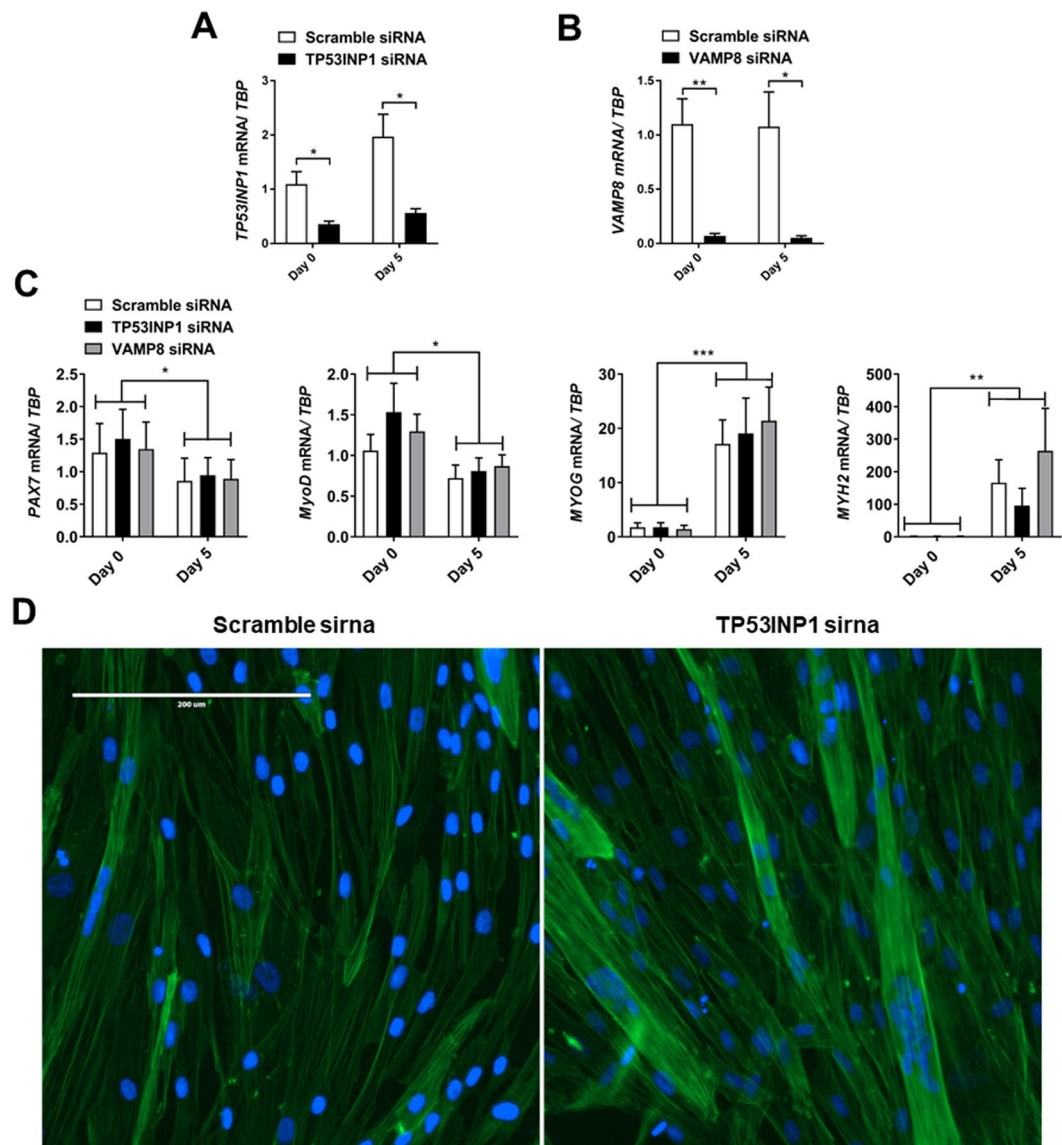 A
Scramble siRNA
TP53INP1 siRNA
TP53INP1 mRNA/ TBP
3
2
1
0
*
*
Day 0
Day 5
B
Scramble siRNA
VAMP8 siRNA
VAMP8 mRNA/ TBP
1.5
1.0
0.5
0.0
**
*
Day 0
Day 5
C
Scramble siRNA
TP53INP1 siRNA
VAMP8 siRNA
PAX7 mRNA/ TBP
2.5
2.0
1.5
1.0
0.5
0.0
*
Day 0
Day 5
MyoD mRNA/ TBP
2.0
1.5
1.0
0.5
0.0
*
Day 0
Day 5
MYOG mRNA/ TBP
30
20
10
0
***
Day 0
Day 5
MYH2 mRNA/ TBP
500
400
300
200
100
0
**
Day 0
Day 5
D
Scramble sirna
TP53INP1 sirna
200 um